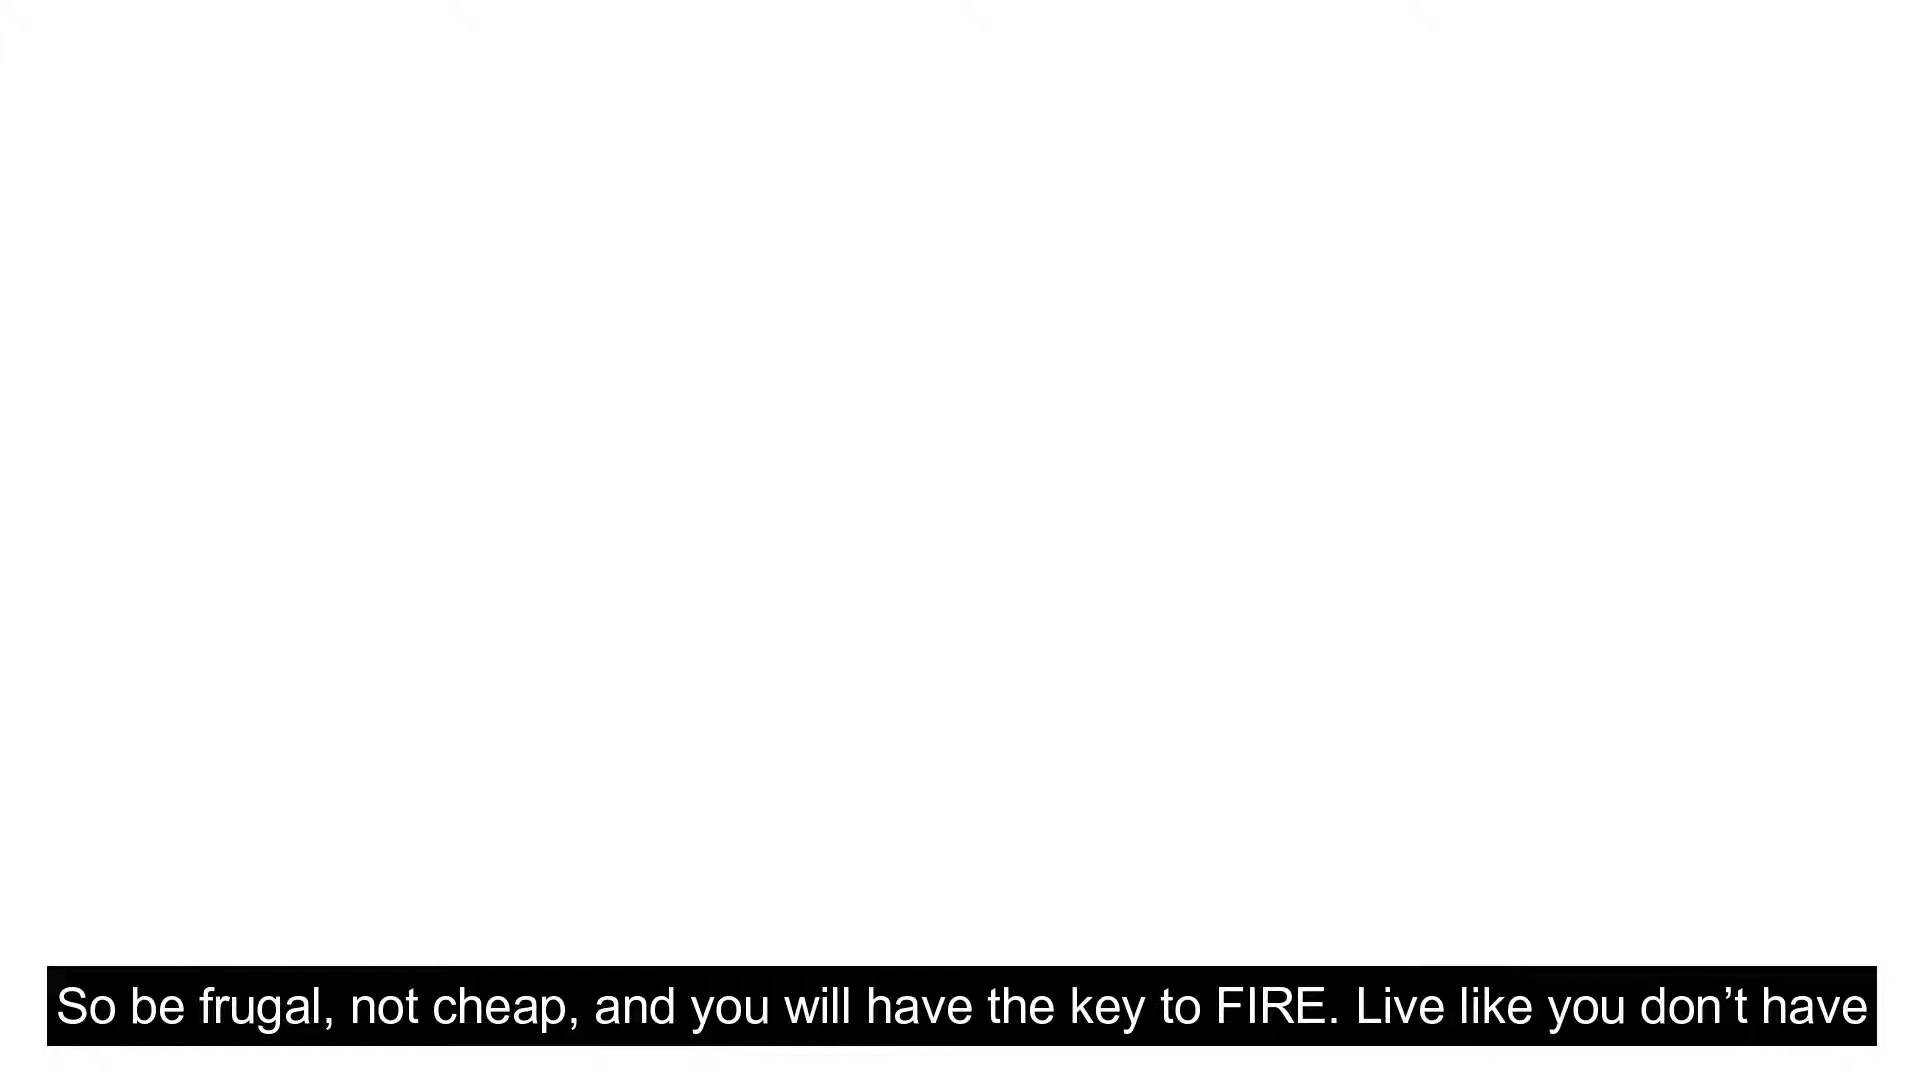 So be frugal, not cheap, and you will have the key to FIRE. Live like you don’t have